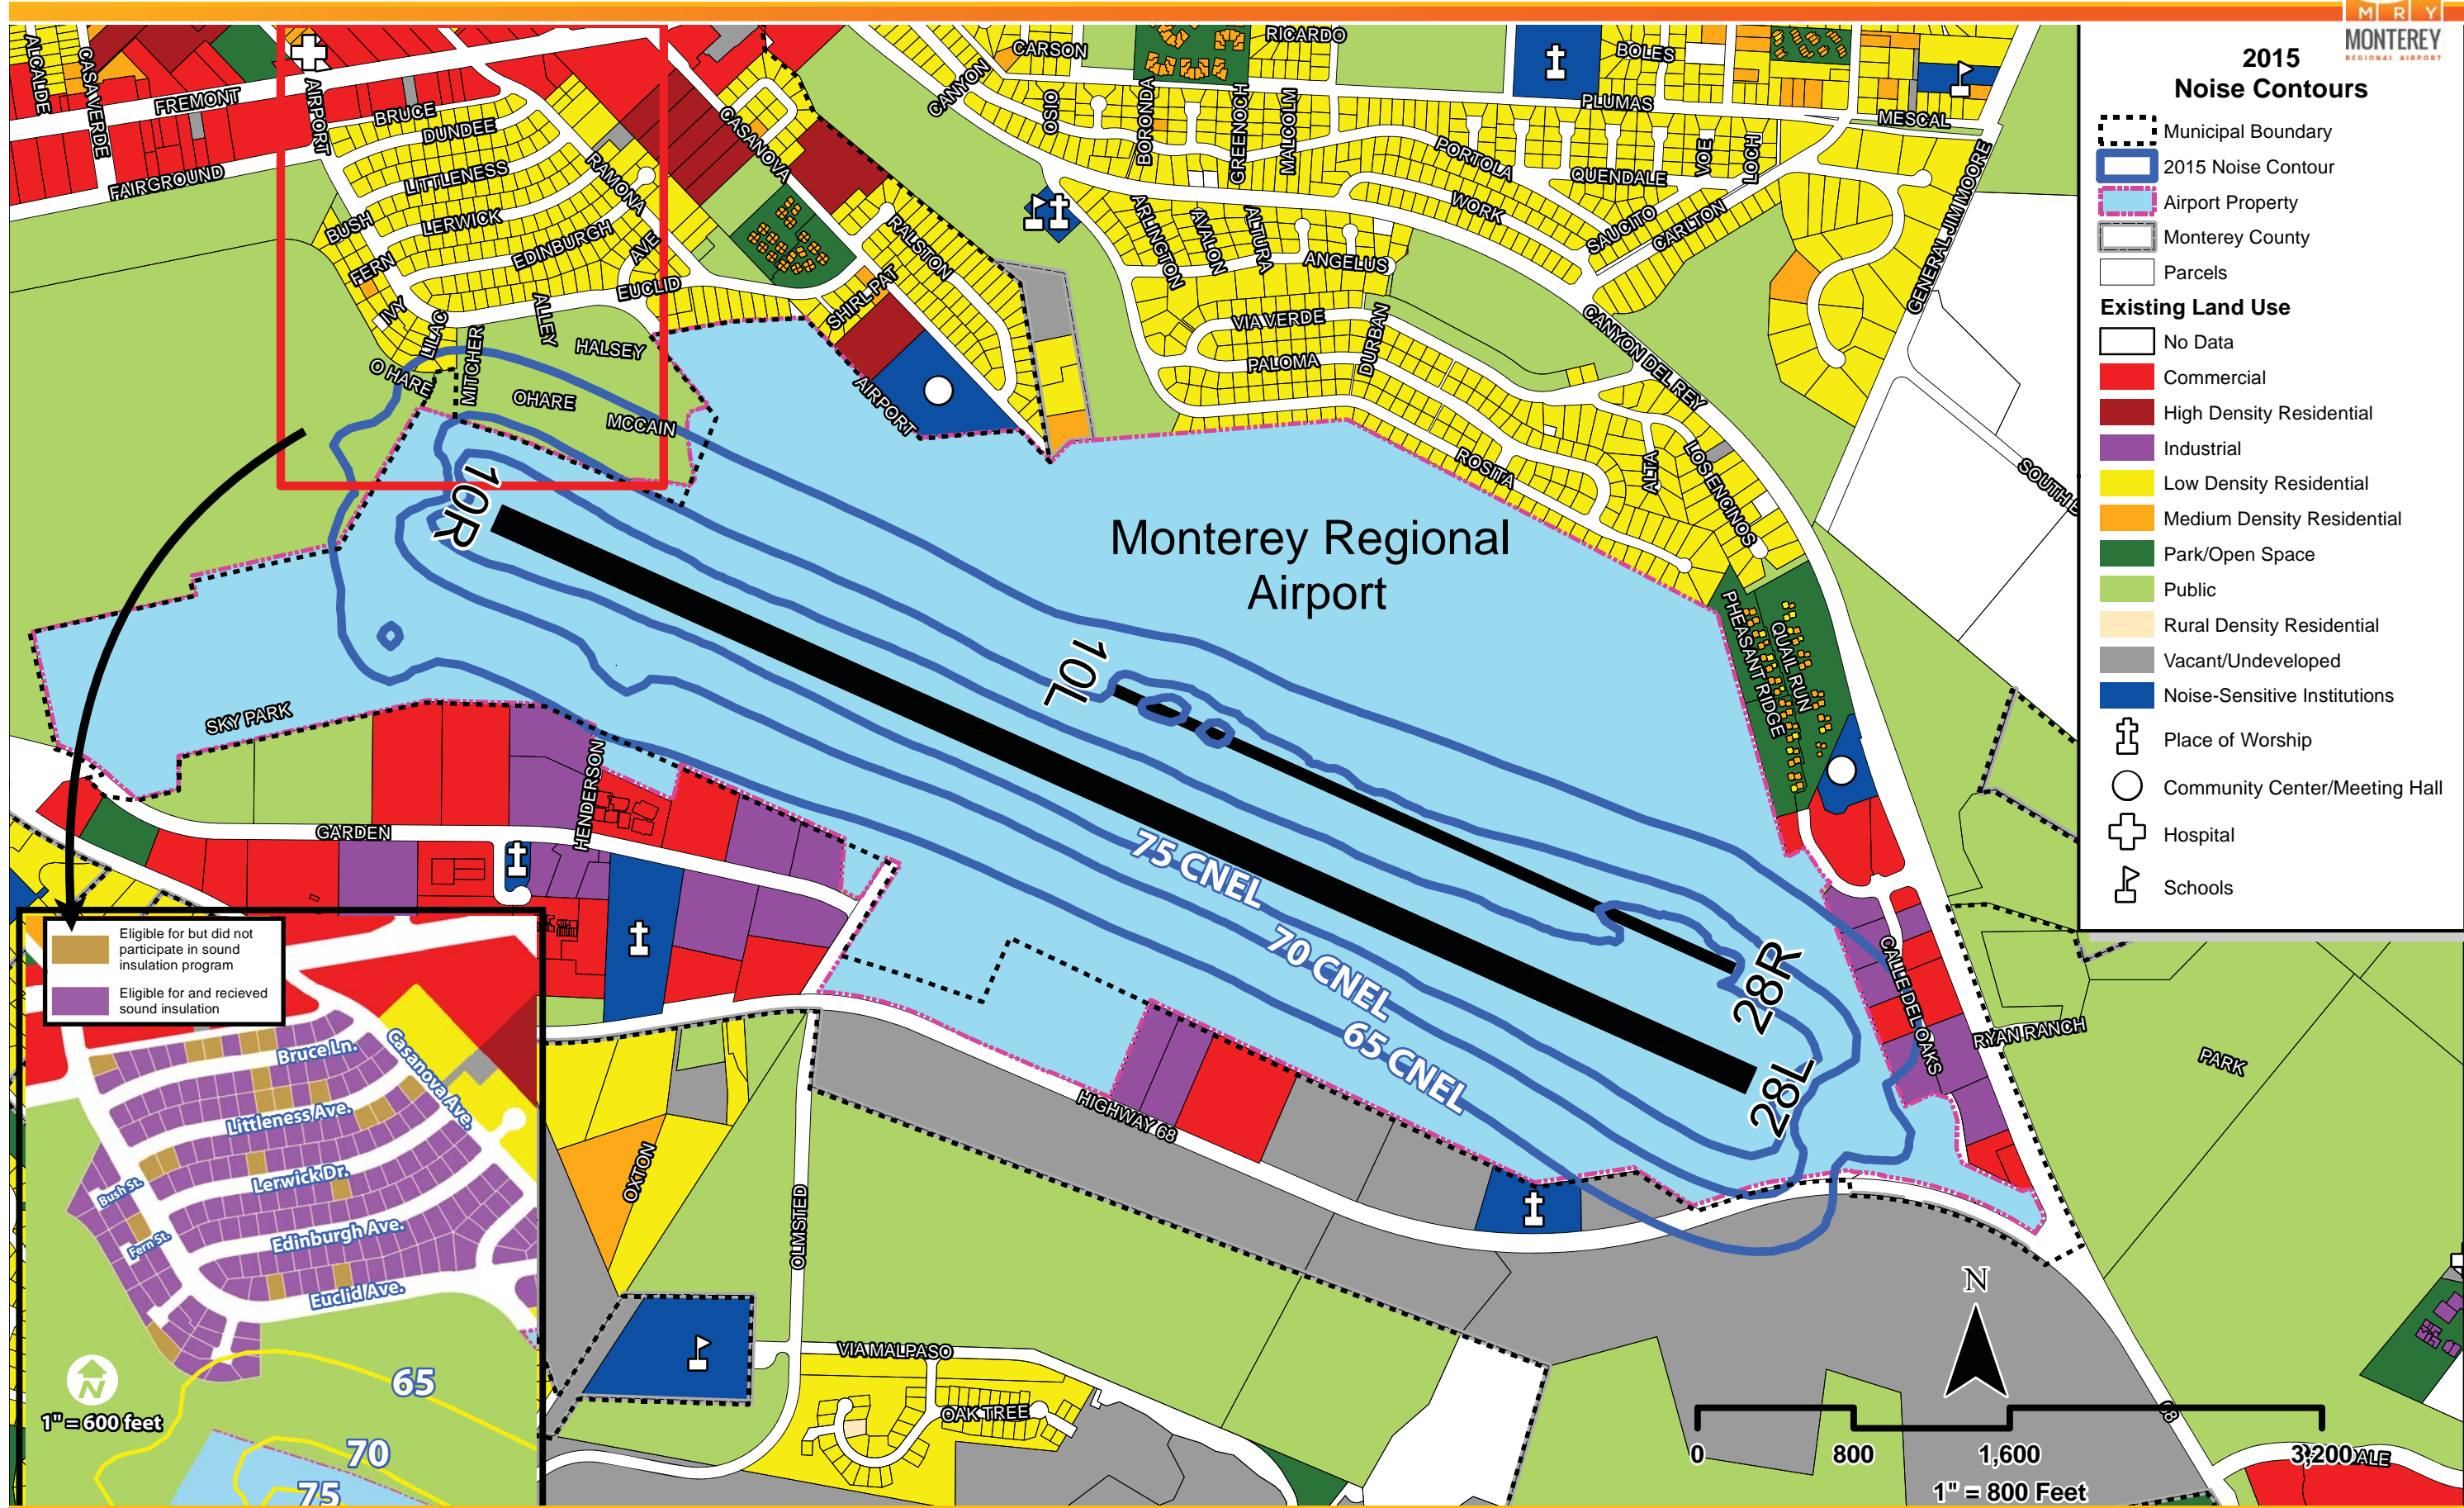 M R Y
MONTEREY
REGIONAL AIRPORT
2015
Noise Contours
Municipal Boundary
2015 Noise Contour
Airport Property
Monterey County
Parcels
Existing Land Use
No Data
Commercial
High Density Residential
Industrial
Low Density Residential
Medium Density Residential
Park/Open Space
Public
Rural Density Residential
Vacant/Undeveloped
Noise-Sensitive Institutions
Place of Worship
Community Center/Meeting Hall
Hospital
Schools
ALCALDE
CASA VERDE
FREMONT
AIRPORT
FAIRGROUND
BRUCE
DUNDEE
LITTLENESS
LERWICK
EDINBURGH
RAMONA
AVE
EUCLID
BUSH
FERN
IVY
LILAC
O HARE
MITCHER
ALLEY
HALSEY
OHARE
MCCAIN
CASANOVA
RALSTON
SHIRL PAT
AIRPORT
CANYON
CARSON
OSIO
BORONDA
GREENOCH
MALCOLM
RICARDO
BOLES
PLUMAS
MESCAL
PORTOLA
QUENDALE
VOE
LOCH
WORK
SAUCITO
CARLTON
GENERAL JIM MOORE
ARLINGTON
AVALON
ALTURA
ANGELUS
VIA VERDE
PALOMA
DURBAN
CANYON DEL REY
ROSITA
ALTA
LOS ENCINOS
SOUTH B
PHEASANT RIDGE
QUAIL RUN
Monterey Regional
Airport
10R
10L
28R
28L
75 CNEL
70 CNEL
65 CNEL
SKY PARK
HENDERSON
GARDEN
CALLE DEL OAKS
RYAN RANCH
PARK
HIGHWAY 68
OLMSTED
OXTON
VIA MALPASO
OAK TREE
68
Eligible for but did not
participate in sound
insulation program
Eligible for and recieved
sound insulation
Bruce Ln.
Casanova Ave.
Littleness Ave.
Lerwick Dr.
Bush St.
Fern St.
Edinburgh Ave.
Euclid Ave.
65
70
75
N
1" = 600 feet
N
0 800 1,600 3,200
1" = 800 Feet